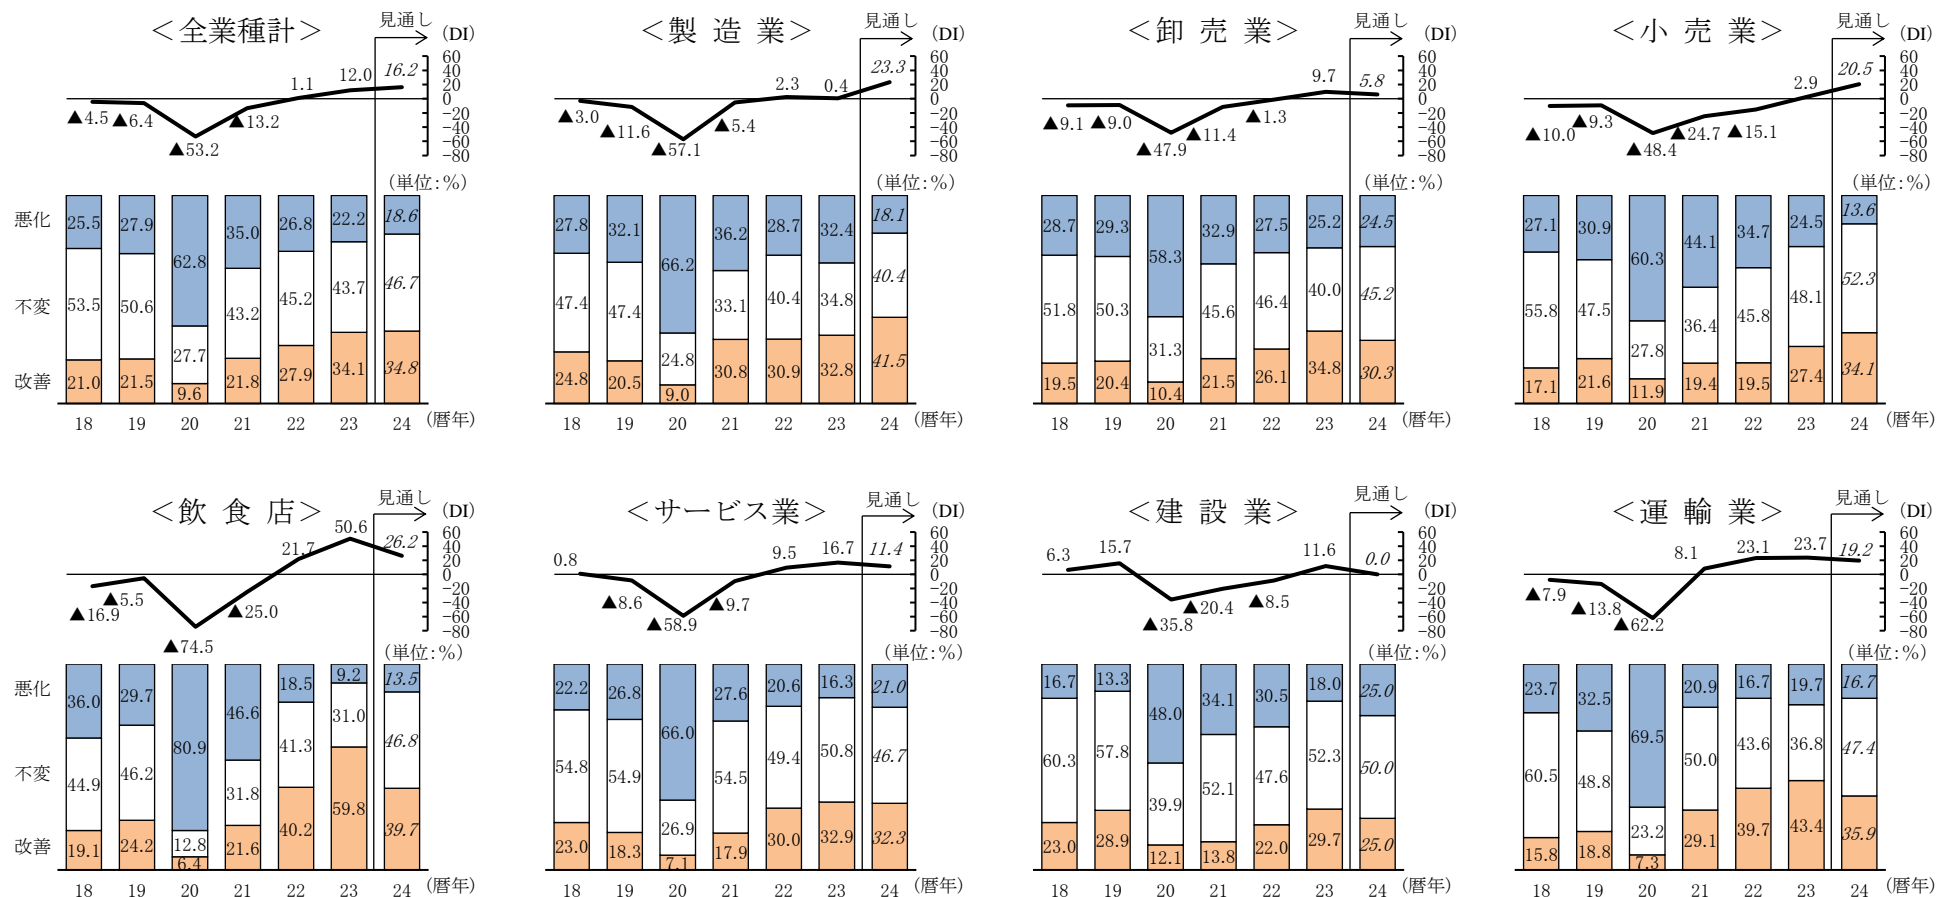 ＜全業種計＞
見通し
(DI)
1.1 12.0 16.2
▲4.5 ▲6.4 ▲53.2 ▲13.2
60
40
20
0
-20
-40
-60
-80
(単位:%)
悪化 25.5 27.9 62.8 35.0 26.8 22.2 18.6
不変 53.5 50.6 27.7 43.2 45.2 43.7 46.7
改善 21.0 21.5 9.6 21.8 27.9 34.1 34.8
18 19 20 21 22 23 24 (暦年)
＜製 造 業＞
見通し
(DI)
2.3 0.4 23.3
▲3.0 ▲11.6 ▲57.1 ▲5.4
60
40
20
0
-20
-40
-60
-80
(単位:%)
27.8 32.1 66.2 36.2 28.7 32.4 18.1
47.4 47.4 24.8 33.1 40.4 34.8 40.4
24.8 20.5 9.0 30.8 30.9 32.8 41.5
18 19 20 21 22 23 24 (暦年)
＜卸 売 業＞
見通し
(DI)
9.7 5.8
▲9.1 ▲9.0 ▲47.9 ▲11.4 ▲1.3
60
40
20
0
-20
-40
-60
-80
(単位:%)
28.7 29.3 58.3 32.9 27.5 25.2 24.5
51.8 50.3 31.3 45.6 46.4 40.0 45.2
19.5 20.4 10.4 21.5 26.1 34.8 30.3
18 19 20 21 22 23 24 (暦年)
＜小 売 業＞
見通し
(DI)
2.9 20.5
▲10.0 ▲9.3 ▲48.4 ▲24.7 ▲15.1
60
40
20
0
-20
-40
-60
-80
(単位:%)
27.1 30.9 60.3 44.1 34.7 24.5 13.6
55.8 47.5 27.8 36.4 45.8 48.1 52.3
17.1 21.6 11.9 19.4 19.5 27.4 34.1
18 19 20 21 22 23 24 (暦年)
＜飲 食 店＞
見通し
(DI)
21.7 50.6 26.2
▲16.9 ▲5.5 ▲74.5 ▲25.0
60
40
20
0
-20
-40
-60
-80
(単位:%)
悪化 36.0 29.7 80.9 46.6 18.5 9.2 13.5
不変 44.9 46.2 12.8 31.8 41.3 31.0 46.8
改善 19.1 24.2 6.4 21.6 40.2 59.8 39.7
18 19 20 21 22 23 24 (暦年)
＜サービス業＞
見通し
(DI)
0.8 9.5 16.7 11.4
▲8.6 ▲58.9 ▲9.7
60
40
20
0
-20
-40
-60
-80
(単位:%)
22.2 26.8 66.0 27.6 20.6 16.3 21.0
54.8 54.9 26.9 54.5 49.4 50.8 46.7
23.0 18.3 7.1 17.9 30.0 32.9 32.3
18 19 20 21 22 23 24 (暦年)
＜建 設 業＞
見通し
(DI)
6.3 15.7 11.6 0.0
▲35.8 ▲20.4 ▲8.5
60
40
20
0
-20
-40
-60
-80
(単位:%)
16.7 13.3 48.0 34.1 30.5 18.0 25.0
60.3 57.8 39.9 52.1 47.6 52.3 50.0
23.0 28.9 12.1 13.8 22.0 29.7 25.0
18 19 20 21 22 23 24 (暦年)
＜運 輸 業＞
見通し
(DI)
8.1 23.1 23.7 19.2
▲7.9 ▲13.8 ▲62.2
60
40
20
0
-20
-40
-60
-80
(単位:%)
23.7 32.5 69.5 20.9 16.7 19.7 16.7
60.5 48.8 23.2 50.0 43.6 36.8 47.4
15.8 18.8 7.3 29.1 39.7 43.4 35.9
18 19 20 21 22 23 24 (暦年)